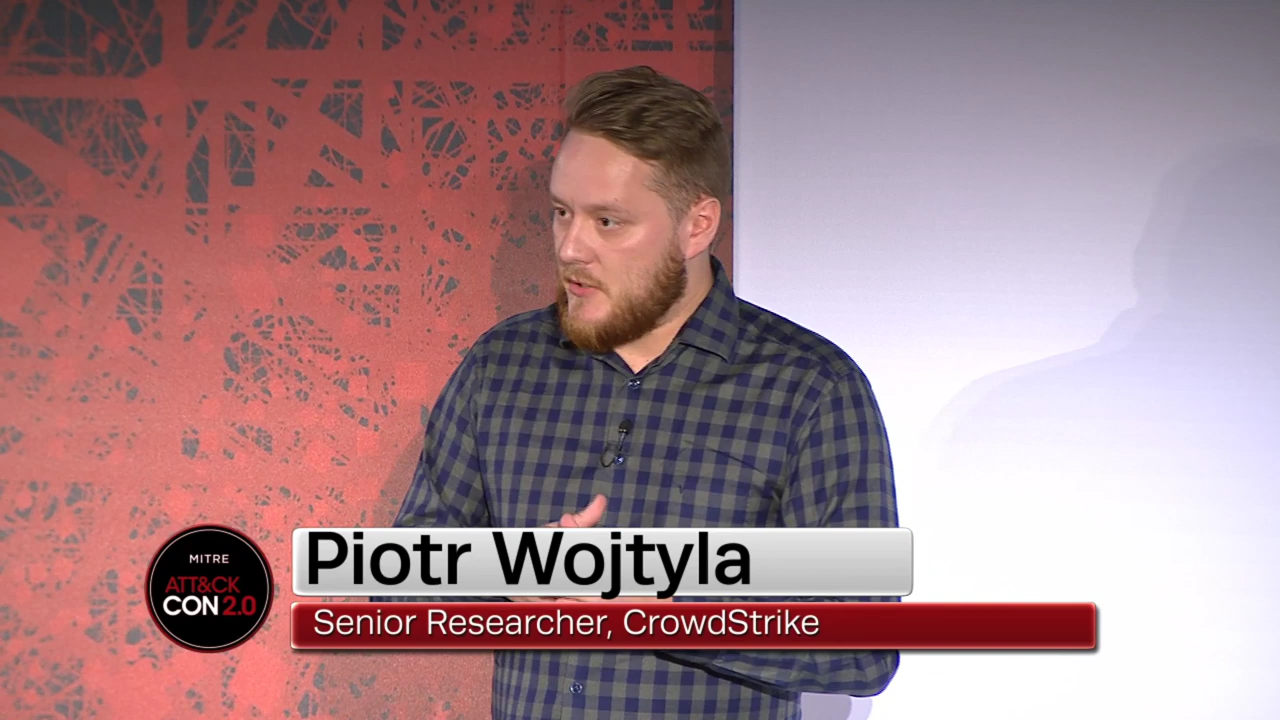 Piotr Wojtyla
Senior Researcher, CrowdStrike
MITRE
ATT&CK
CON 2.0